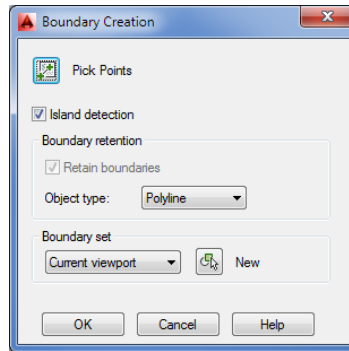 Boundary Creation
Pick Points
Island detection
Boundary retention
Retain boundaries
Object type: Polyline
Boundary set
Current viewport New
OK Cancel Help